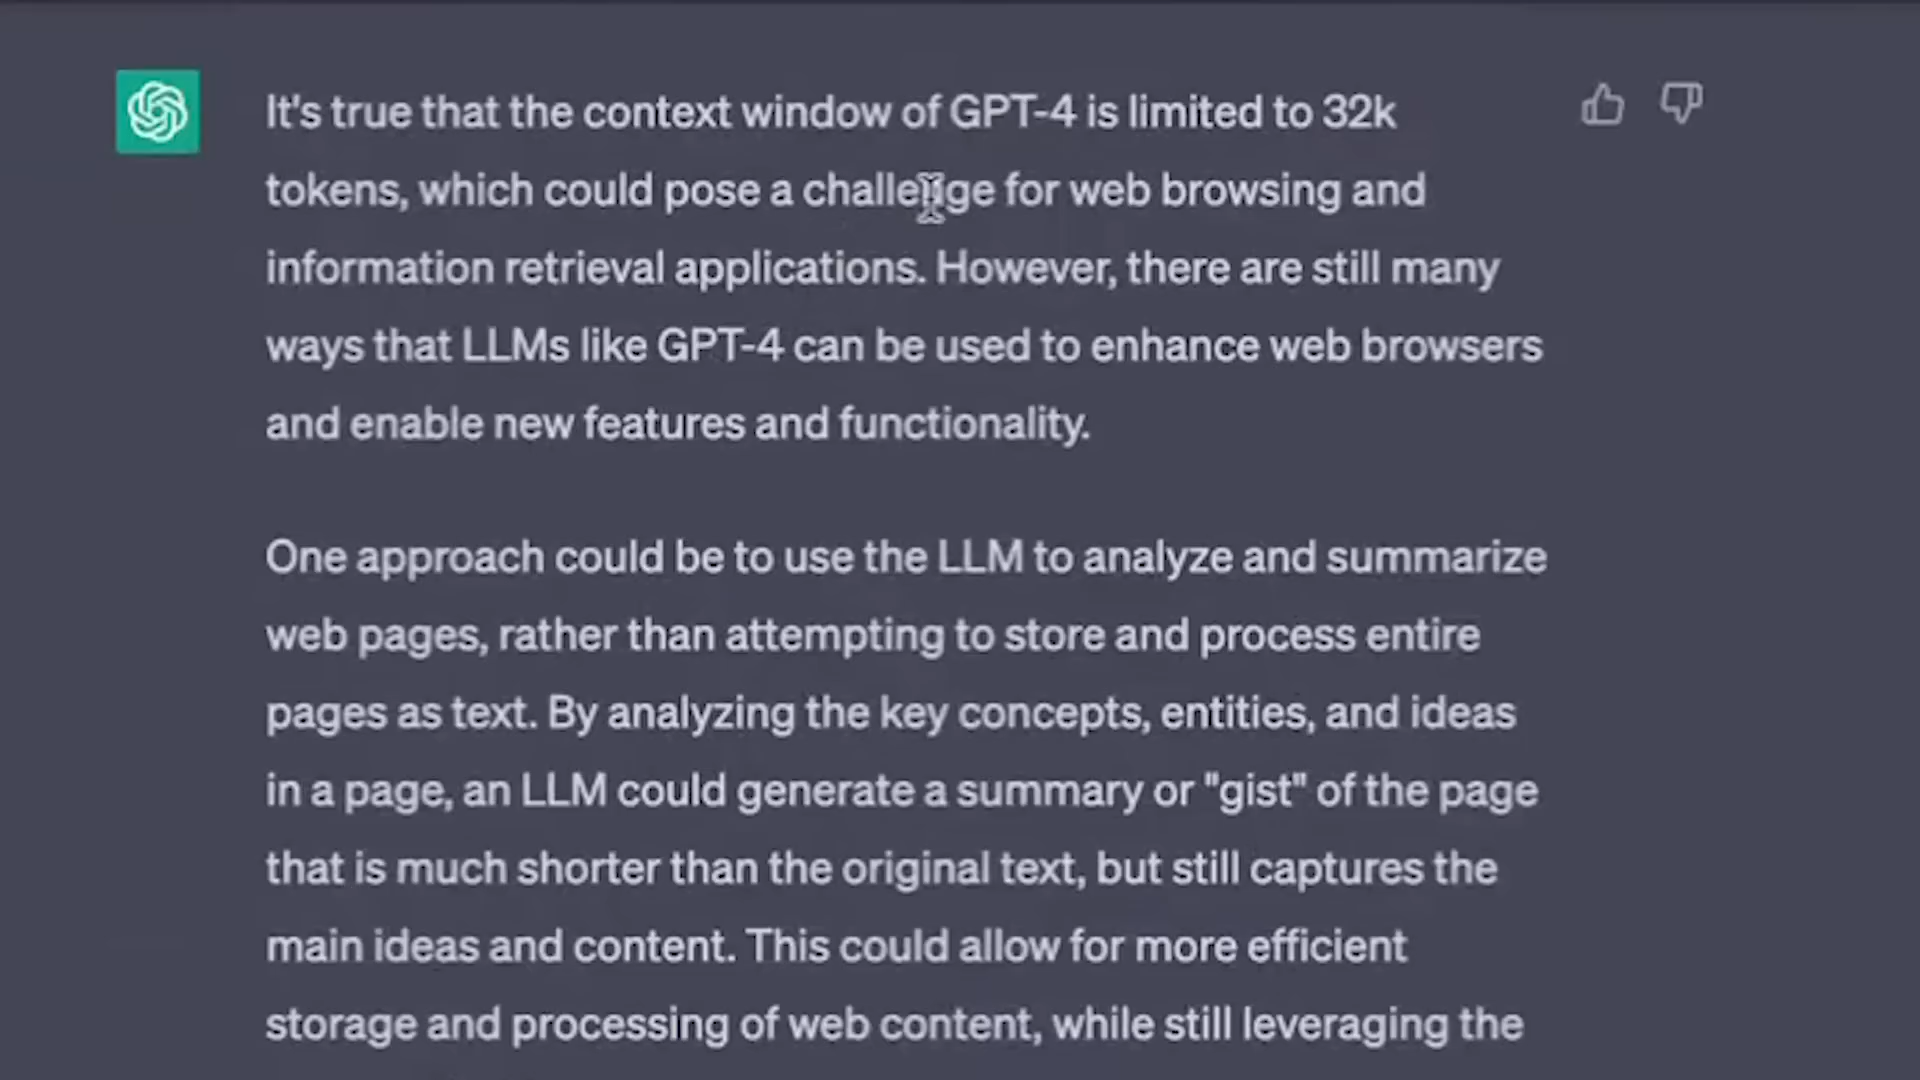 It's true that the context window of GPT-4 is limited to 32k
tokens, which could pose a challenge for web browsing and
information retrieval applications. However, there are still many
ways that LLMs like GPT-4 can be used to enhance web browsers
and enable new features and functionality.
One approach could be to use the LLM to analyze and summarize
web pages, rather than attempting to store and process entire
pages as text. By analyzing the key concepts, entities, and ideas
in a page, an LLM could generate a summary or "gist" of the page
that is much shorter than the original text, but still captures the
main ideas and content. This could allow for more efficient
storage and processing of web content, while still leveraging the